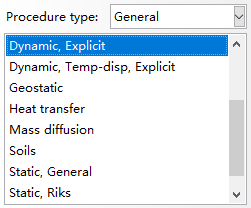 Procedure type: General
Dynamic, Explicit
Dynamic, Temp-disp, Explicit
Geostatic
Heat transfer
Mass diffusion
Soils
Static, General
Static, Riks